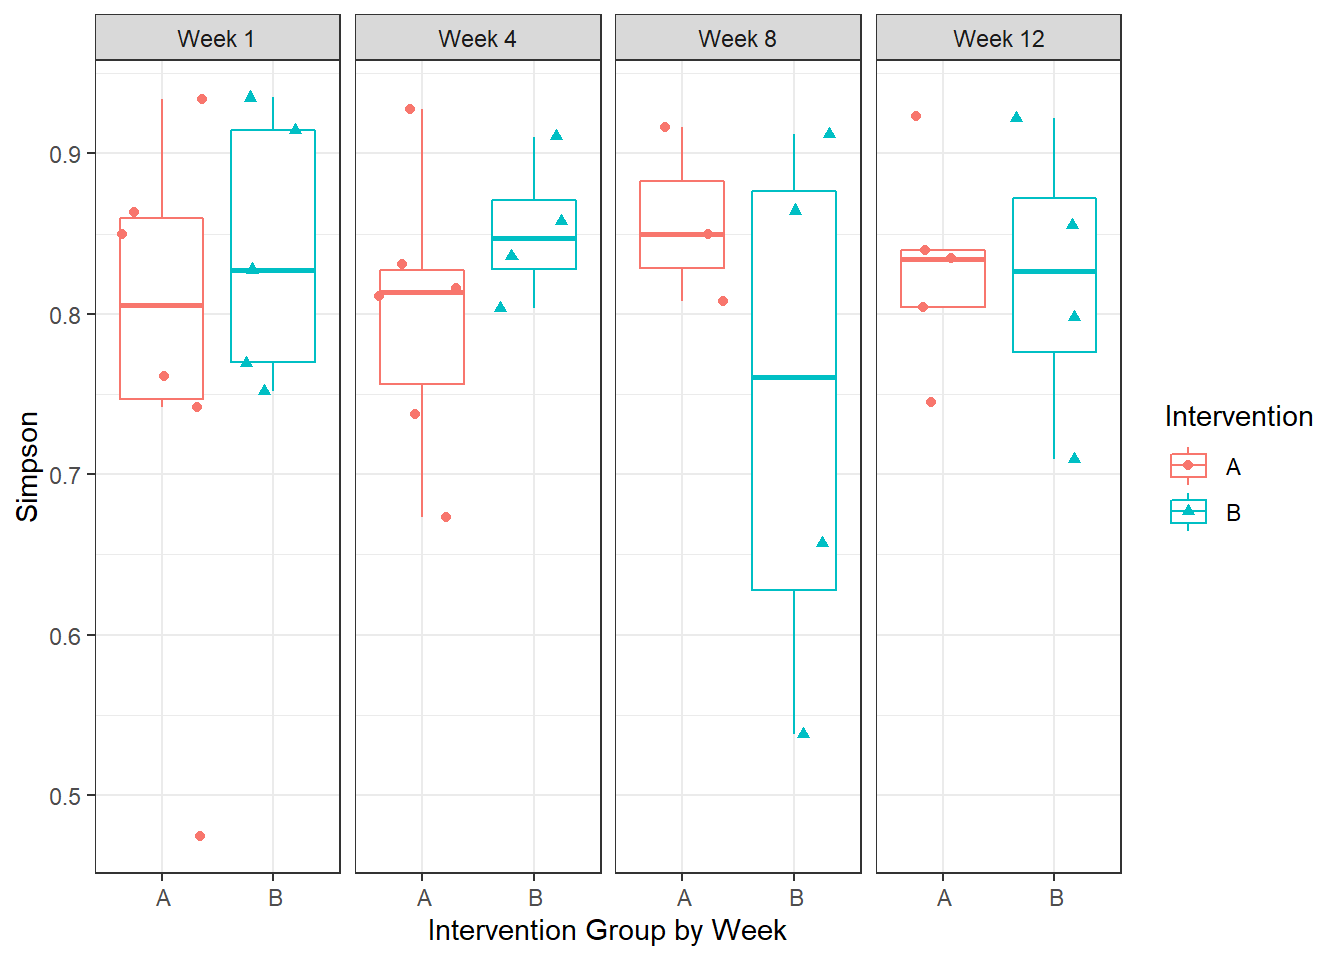 Week 1
Week 4
Week 8
Week 12
0.9
0.8
0.7
0.6
0.5
Simpson
A B A B A B A B
Intervention Group by Week
Intervention
A
B